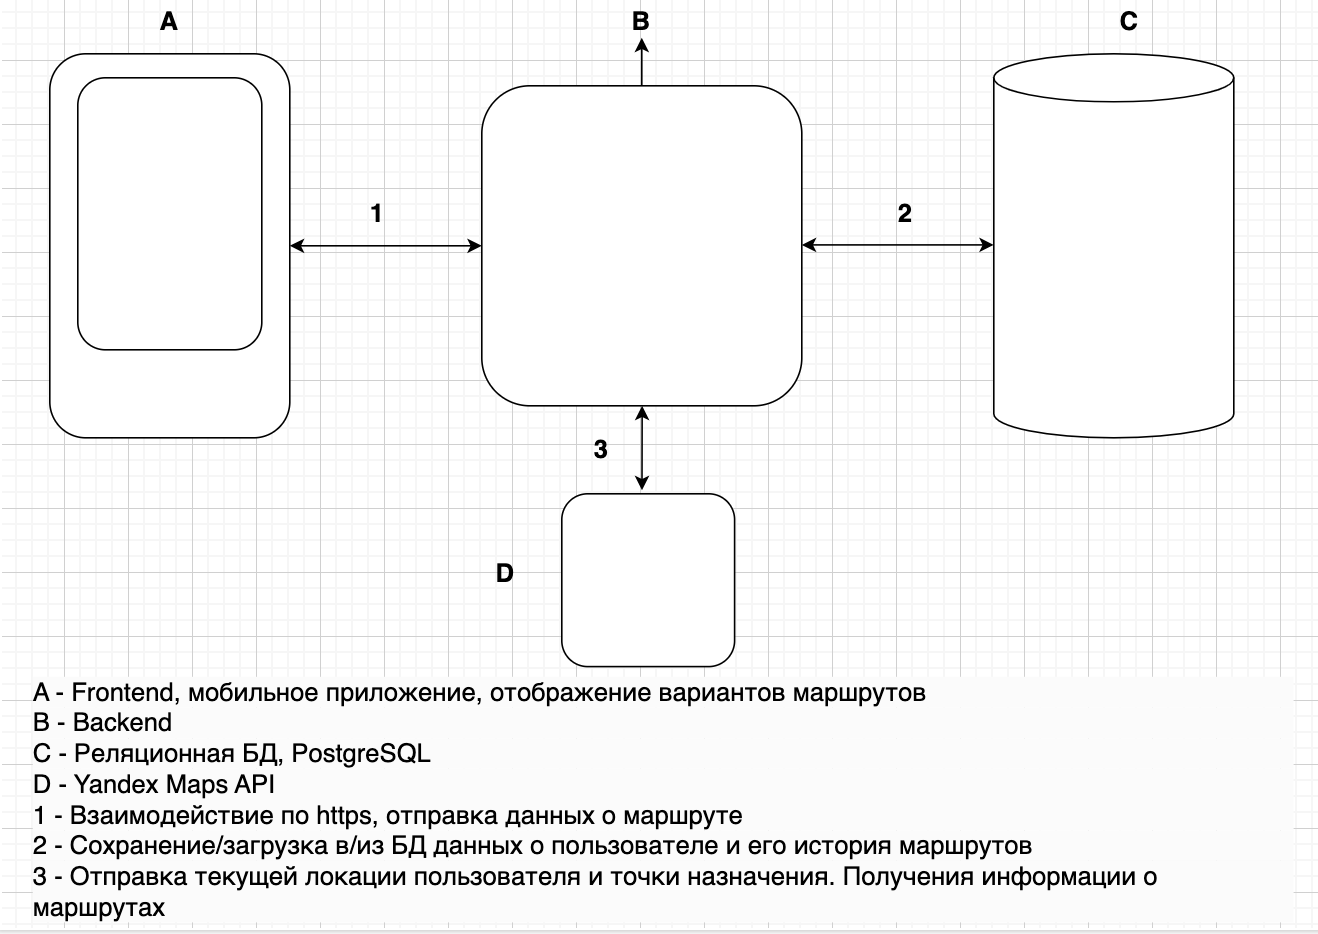 A
B
C
1
2
3
D
A - Frontend, мобильное приложение, отображение вариантов маршрутов
B - Backend
C - Реляционная БД, PostgreSQL
D - Yandex Maps API
1 - Взаимодействие по https, отправка данных о маршруте
2 - Сохранение/загрузка в/из БД данных о пользователе и его история маршрутов
3 - Отправка текущей локации пользователя и точки назначения. Получения информации о
маршрутах